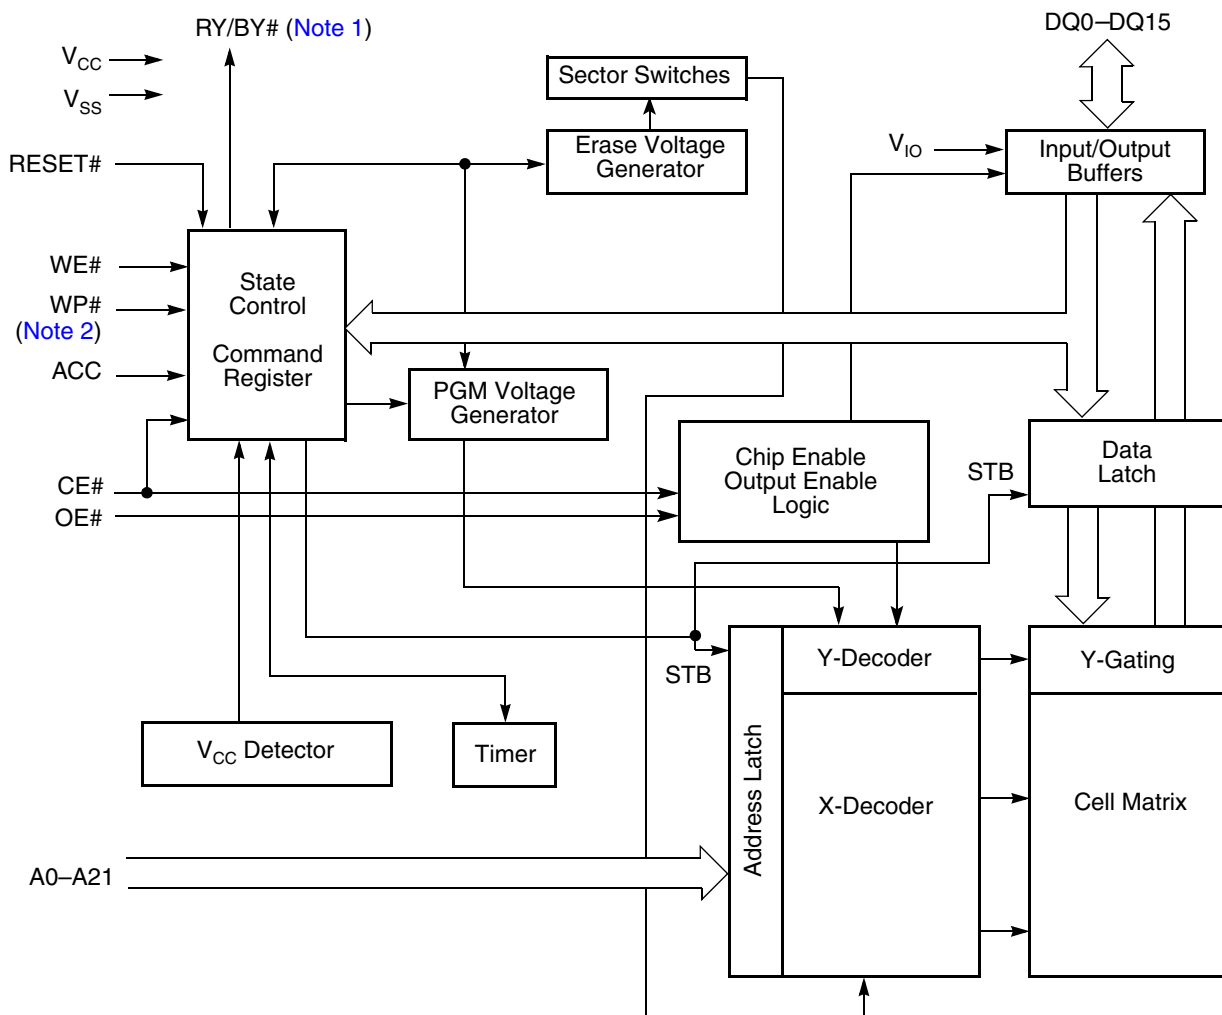 RY/BY# (Note 1)
DQ0–DQ15
VCC
VSS
Sector Switches
RESET#
Erase Voltage
Generator
VIO
Input/Output
Buffers
WE#
WP#
(Note 2)
ACC
State
Control
Command
Register
PGM Voltage
Generator
CE#
OE#
Chip Enable
Output Enable
Logic
STB
Data
Latch
STB
Y-Decoder
Y-Gating
VCC Detector
Timer
Address Latch
X-Decoder
Cell Matrix
A0–A21